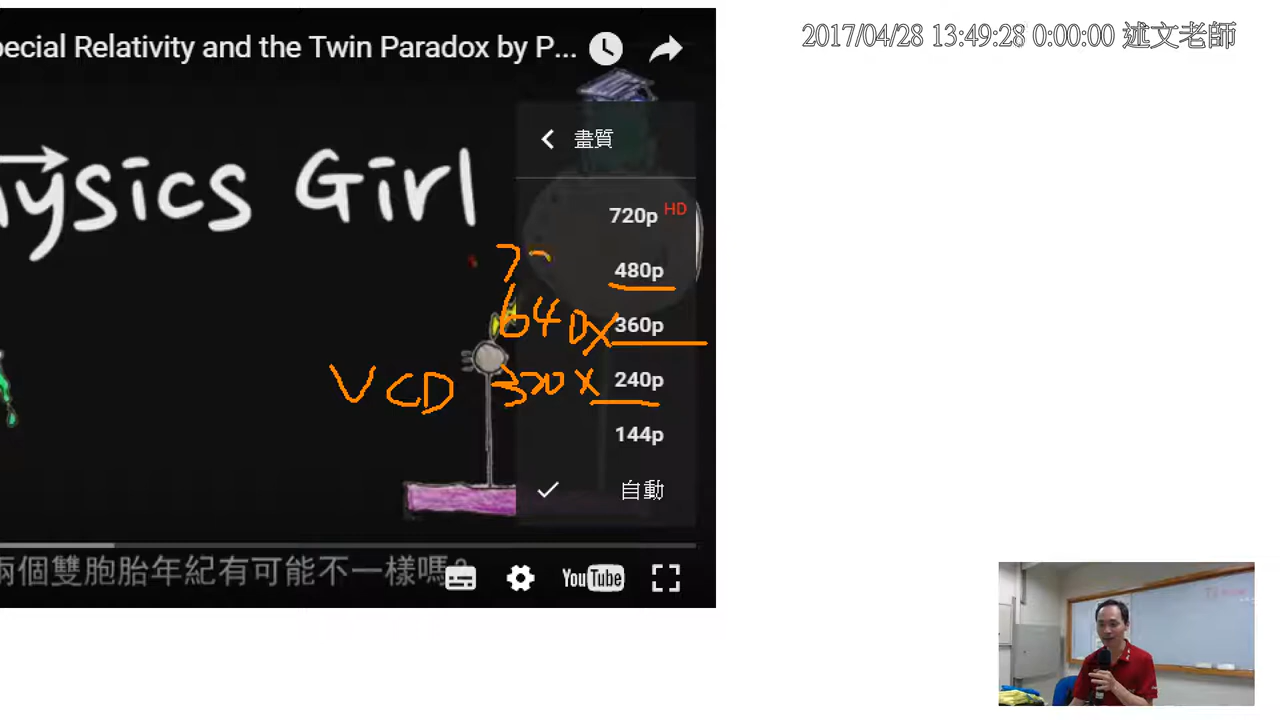 pecial Relativity and the Twin Paradox by P...
2017/04/28 13:49:28 0:00:00 述文老師
畫質
ysics Girl
720p HD
7
480p
640x 360p
VCD 320x 240p
144p
自動
兩個雙胞胎年紀有可能不一樣嗎?
YouTube